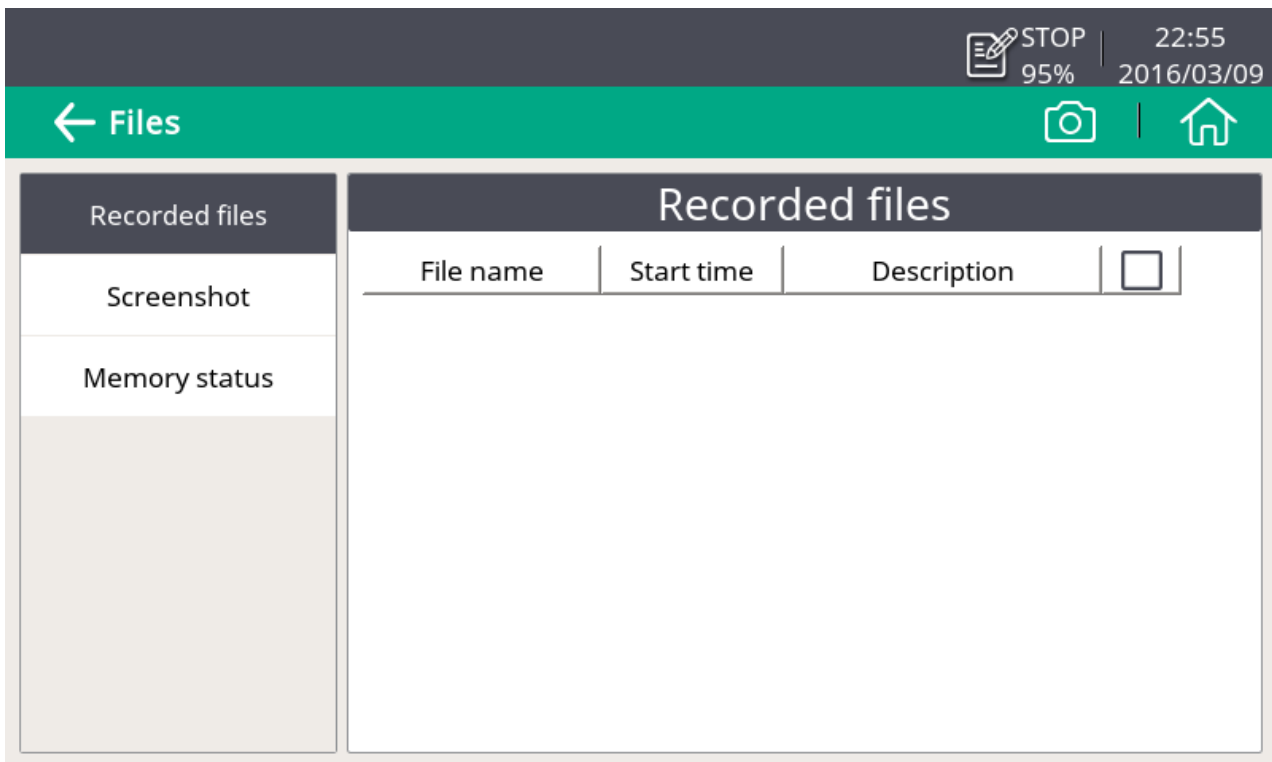 STOP 22:55
95% 2016/03/09
Files
Recorded files
Screenshot
Memory status
Recorded files
File name Start time Description